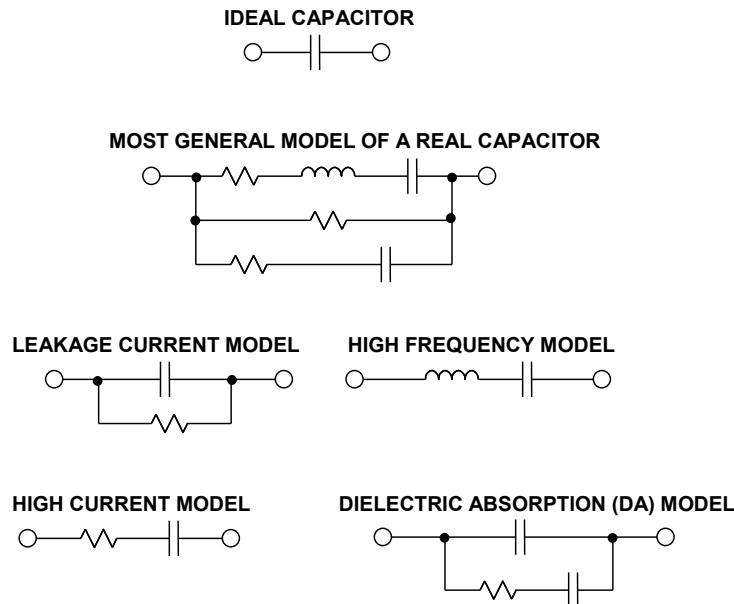 IDEAL CAPACITOR
MOST GENERAL MODEL OF A REAL CAPACITOR
LEAKAGE CURRENT MODEL
HIGH FREQUENCY MODEL
HIGH CURRENT MODEL
DIELECTRIC ABSORPTION (DA) MODEL